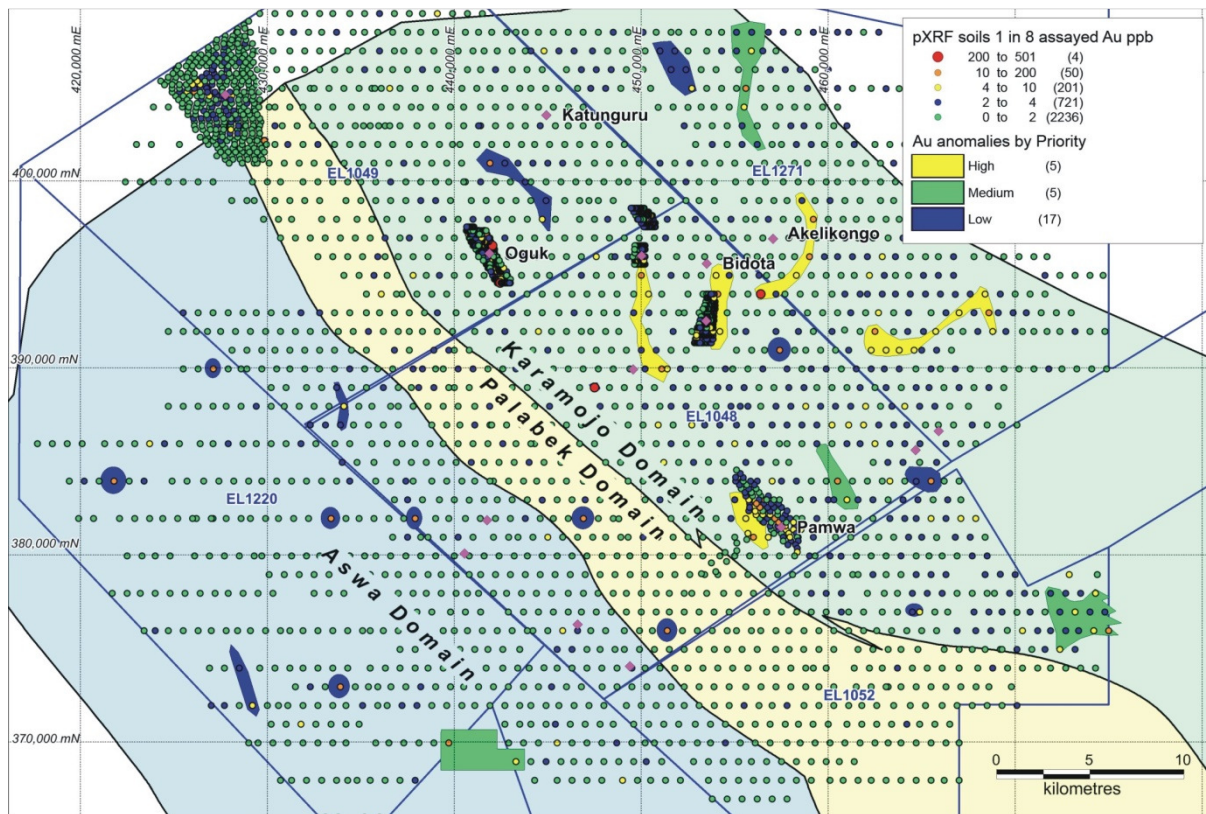 420,000 mE
430,000 mE
440,000 mE
450,000 mE
460,000 mE
pXRF soils 1 in 8 assayed Au ppb
200 to 501 (4)
10 to 200 (50)
4 to 10 (201)
2 to 4 (721)
0 to 2 (2236)
Au anomalies by Priority
High (5)
Medium (5)
Low (17)
Katunguru
400,000 mN
EL1049
EL1271
Akelikongo
Oguk
Bidota
390,000 mN
Karamojo Domain
Palabek Domain
EL1048
EL1220
Pamwa
380,000 mN
Aswa Domain
EL1052
370,000 mN
0 5 10
kilometres